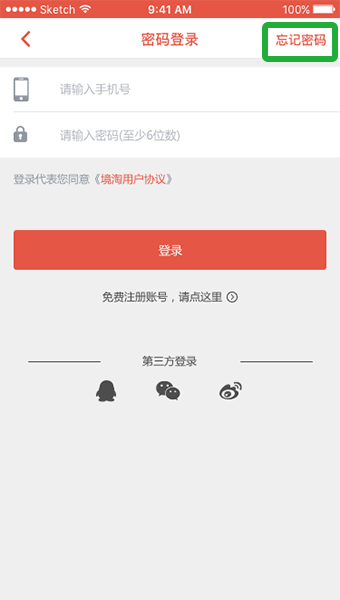 Sketch 9:41 AM 100%
密码登录 忘记密码
请输入手机号
请输入密码(至少6位数)
登录代表您同意《境淘用户协议》
登录
免费注册账号，请点这里
第三方登录